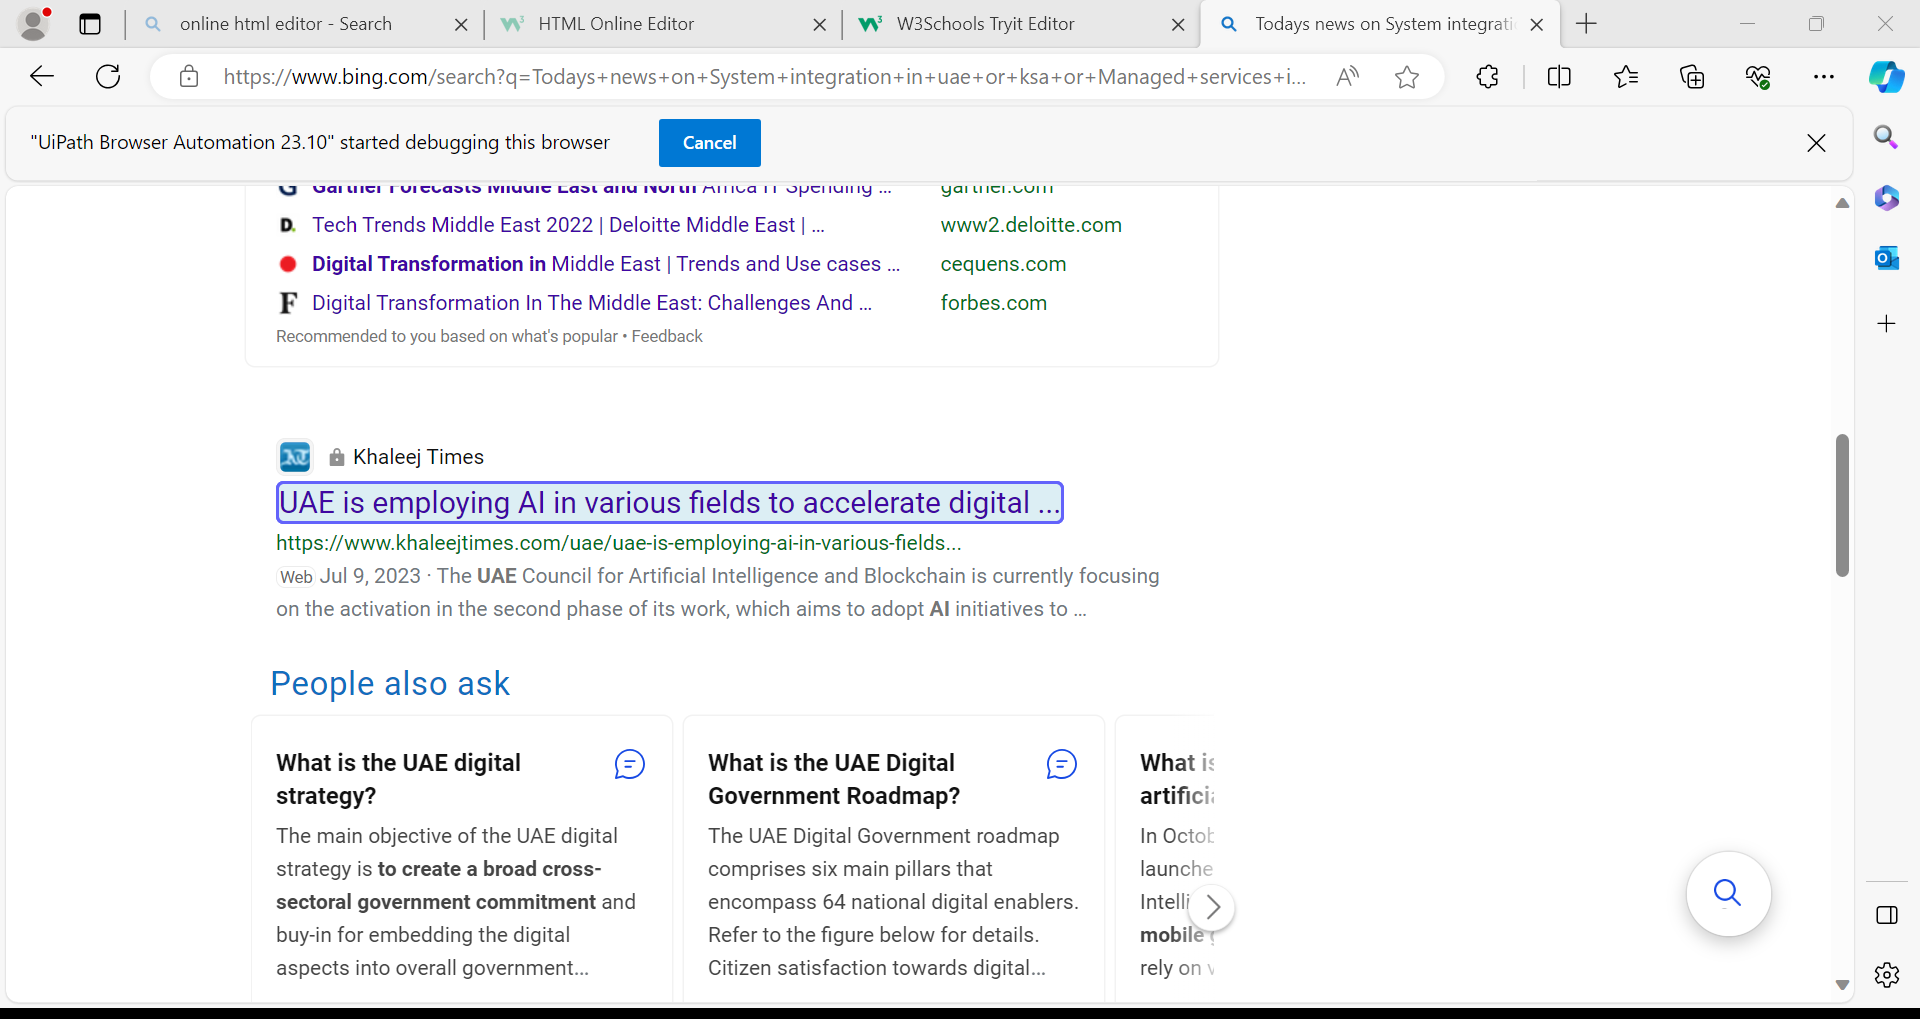 online html editor - Search
HTML Online Editor
W3Schools Tryit Editor
Todays news on System integrati
https://www.bing.com/search?q=Todays+news+on+System+integration+in+uae+or+ksa+or+Managed+services+i...
"UiPath Browser Automation 23.10" started debugging this browser
Cancel
Gartner Forecasts Middle East and North Africa IT Spending ...
gartner.com
Tech Trends Middle East 2022 | Deloitte Middle East | ...
www2.deloitte.com
Digital Transformation in Middle East | Trends and Use cases ...
cequens.com
Digital Transformation In The Middle East: Challenges And ...
forbes.com
Recommended to you based on what's popular • Feedback
Khaleej Times
UAE is employing AI in various fields to accelerate digital ...
https://www.khaleejtimes.com/uae/uae-is-employing-ai-in-various-fields...
Web Jul 9, 2023 · The UAE Council for Artificial Intelligence and Blockchain is currently focusing
on the activation in the second phase of its work, which aims to adopt AI initiatives to ...
People also ask
What is the UAE digital
strategy?
The main objective of the UAE digital
strategy is to create a broad cross-
sectoral government commitment and
buy-in for embedding the digital
aspects into overall government...
What is the UAE Digital
Government Roadmap?
The UAE Digital Government roadmap
comprises six main pillars that
encompass 64 national digital enablers.
Refer to the figure below for details.
Citizen satisfaction towards digital...
What is
artificia
In Octob
launche
Intelli
mobile
rely on